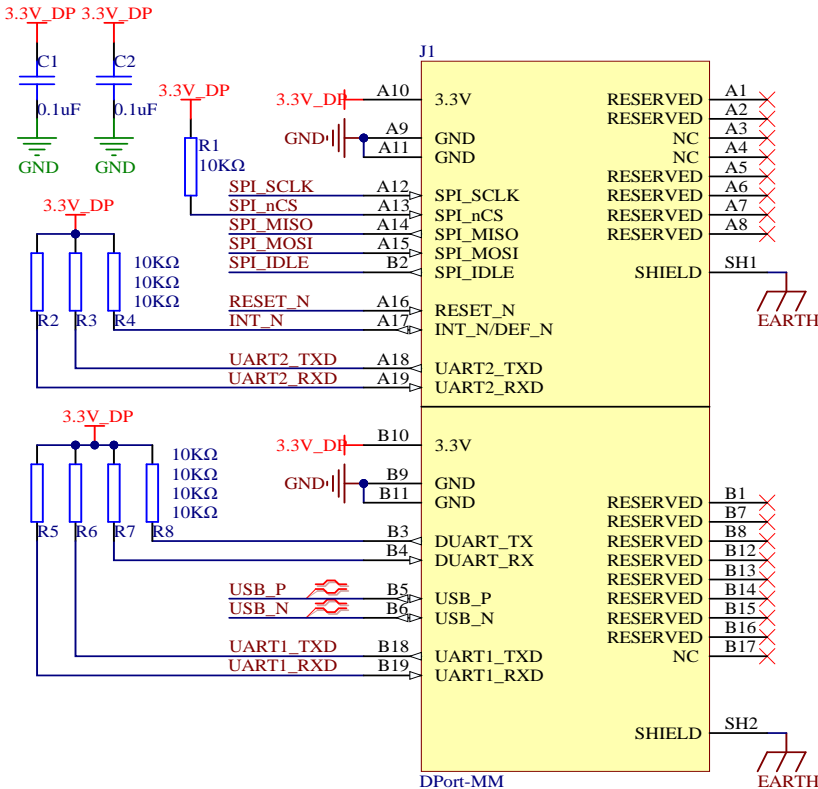 3.3V_DP 3.3V_DP
C1 C2
0.1uF 0.1uF
GND GND
3.3V_DP
R1
10KΩ
J1
3.3V_DP A10 3.3V
GND A9 GND
A11 GND
SPI_SCLK A12 SPI_SCLK
SPI_nCS A13 SPI_nCS
SPI_MISO A14 SPI_MISO
SPI_MOSI A15 SPI_MOSI
SPI_IDLE B2 SPI_IDLE
RESET_N A16 RESET_N
INT_N A17 INT_N/DEF_N
UART2_TXD A18 UART2_TXD
UART2_RXD A19 UART2_RXD
RESERVED A1
RESERVED A2
NC A3
NC A4
RESERVED A5
RESERVED A6
RESERVED A7
RESERVED A8
SHIELD SH1
EARTH
3.3V_DP
10KΩ
10KΩ
10KΩ
R2 R3 R4
3.3V_DP
10KΩ
10KΩ
10KΩ
10KΩ
R5 R6 R7 R8
3.3V_DP B10 3.3V
GND B9 GND
B11 GND
B3 DUART_TX
B4 DUART_RX
USB_P B5 USB_P
USB_N B6 USB_N
UART1_TXD B18 UART1_TXD
UART1_RXD B19 UART1_RXD
RESERVED B1
RESERVED B7
RESERVED B8
RESERVED B12
RESERVED B13
RESERVED B14
RESERVED B15
RESERVED B16
NC B17
SHIELD SH2
EARTH
DPort-MM